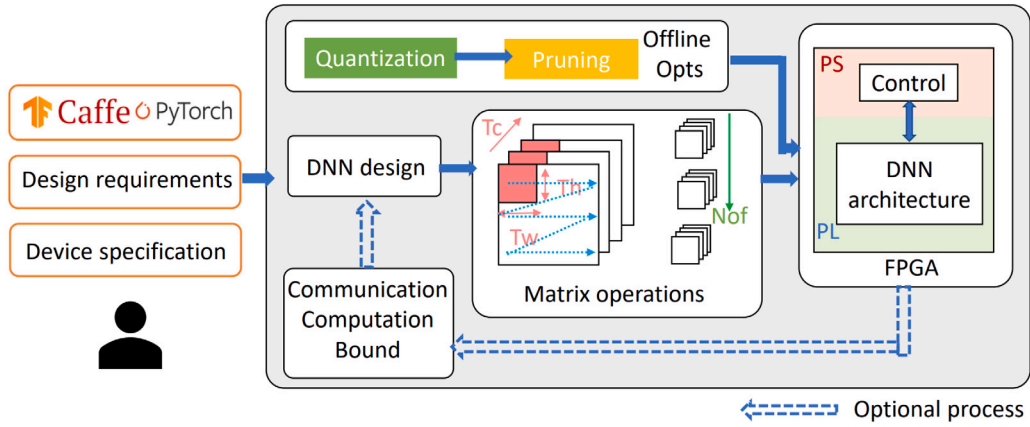 Caffe PyTorch
Design requirements
Device specification
Quantization
Pruning
Offline
Opts
DNN design
Tc
Th
Tw
Nof
Matrix operations
Communication
Computation
Bound
PS
Control
DNN
architecture
PL
FPGA
Optional process